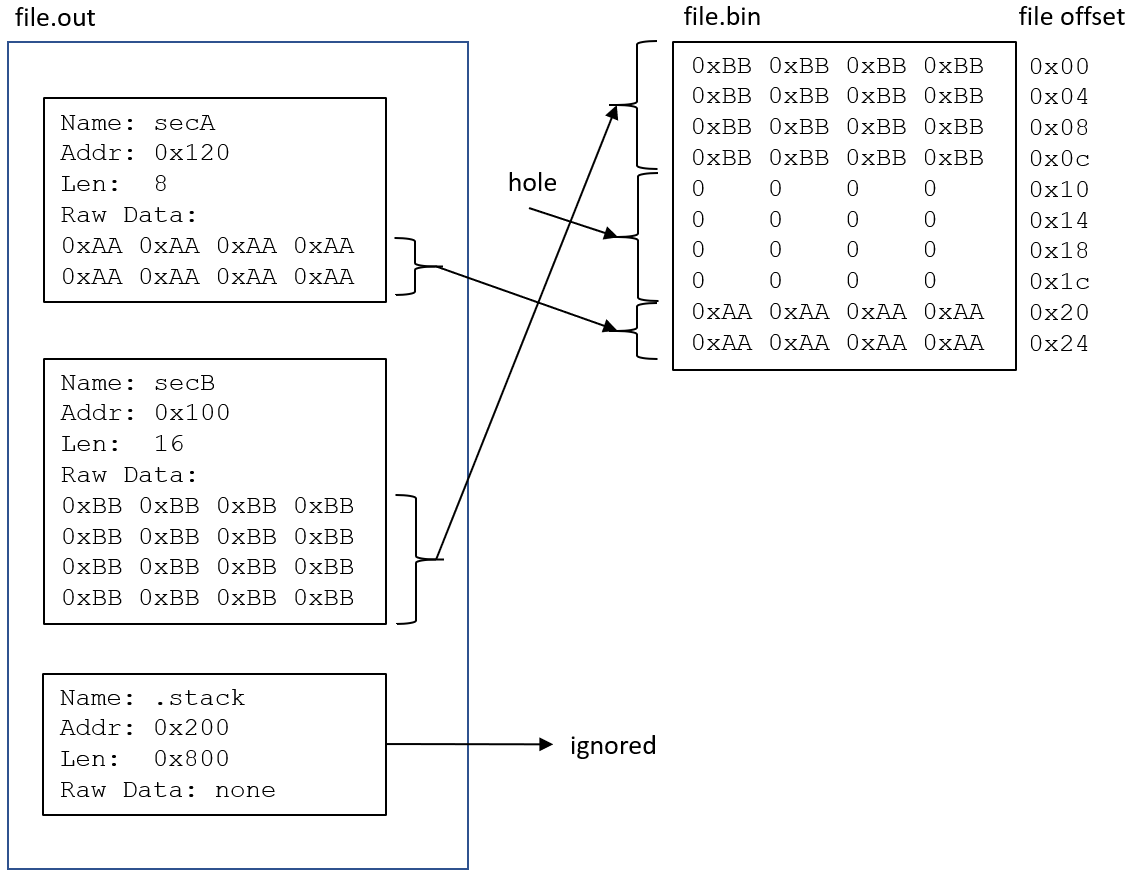 file.out
Name: secA
Addr: 0x120
Len:  8
Raw Data:
0xAA 0xAA 0xAA 0xAA
0xAA 0xAA 0xAA 0xAA
Name: secB
Addr: 0x100
Len:  16
Raw Data:
0xBB 0xBB 0xBB 0xBB
0xBB 0xBB 0xBB 0xBB
0xBB 0xBB 0xBB 0xBB
0xBB 0xBB 0xBB 0xBB
Name: .stack
Addr: 0x200
Len:  0x800
Raw Data: none
ignored
hole
file.bin file offset
0xBB 0xBB 0xBB 0xBB 0x00
0xBB 0xBB 0xBB 0xBB 0x04
0xBB 0xBB 0xBB 0xBB 0x08
0xBB 0xBB 0xBB 0xBB 0x0c
0 0 0 0 0x10
0 0 0 0 0x14
0 0 0 0 0x18
0 0 0 0 0x1c
0xAA 0xAA 0xAA 0xAA 0x20
0xAA 0xAA 0xAA 0xAA 0x24